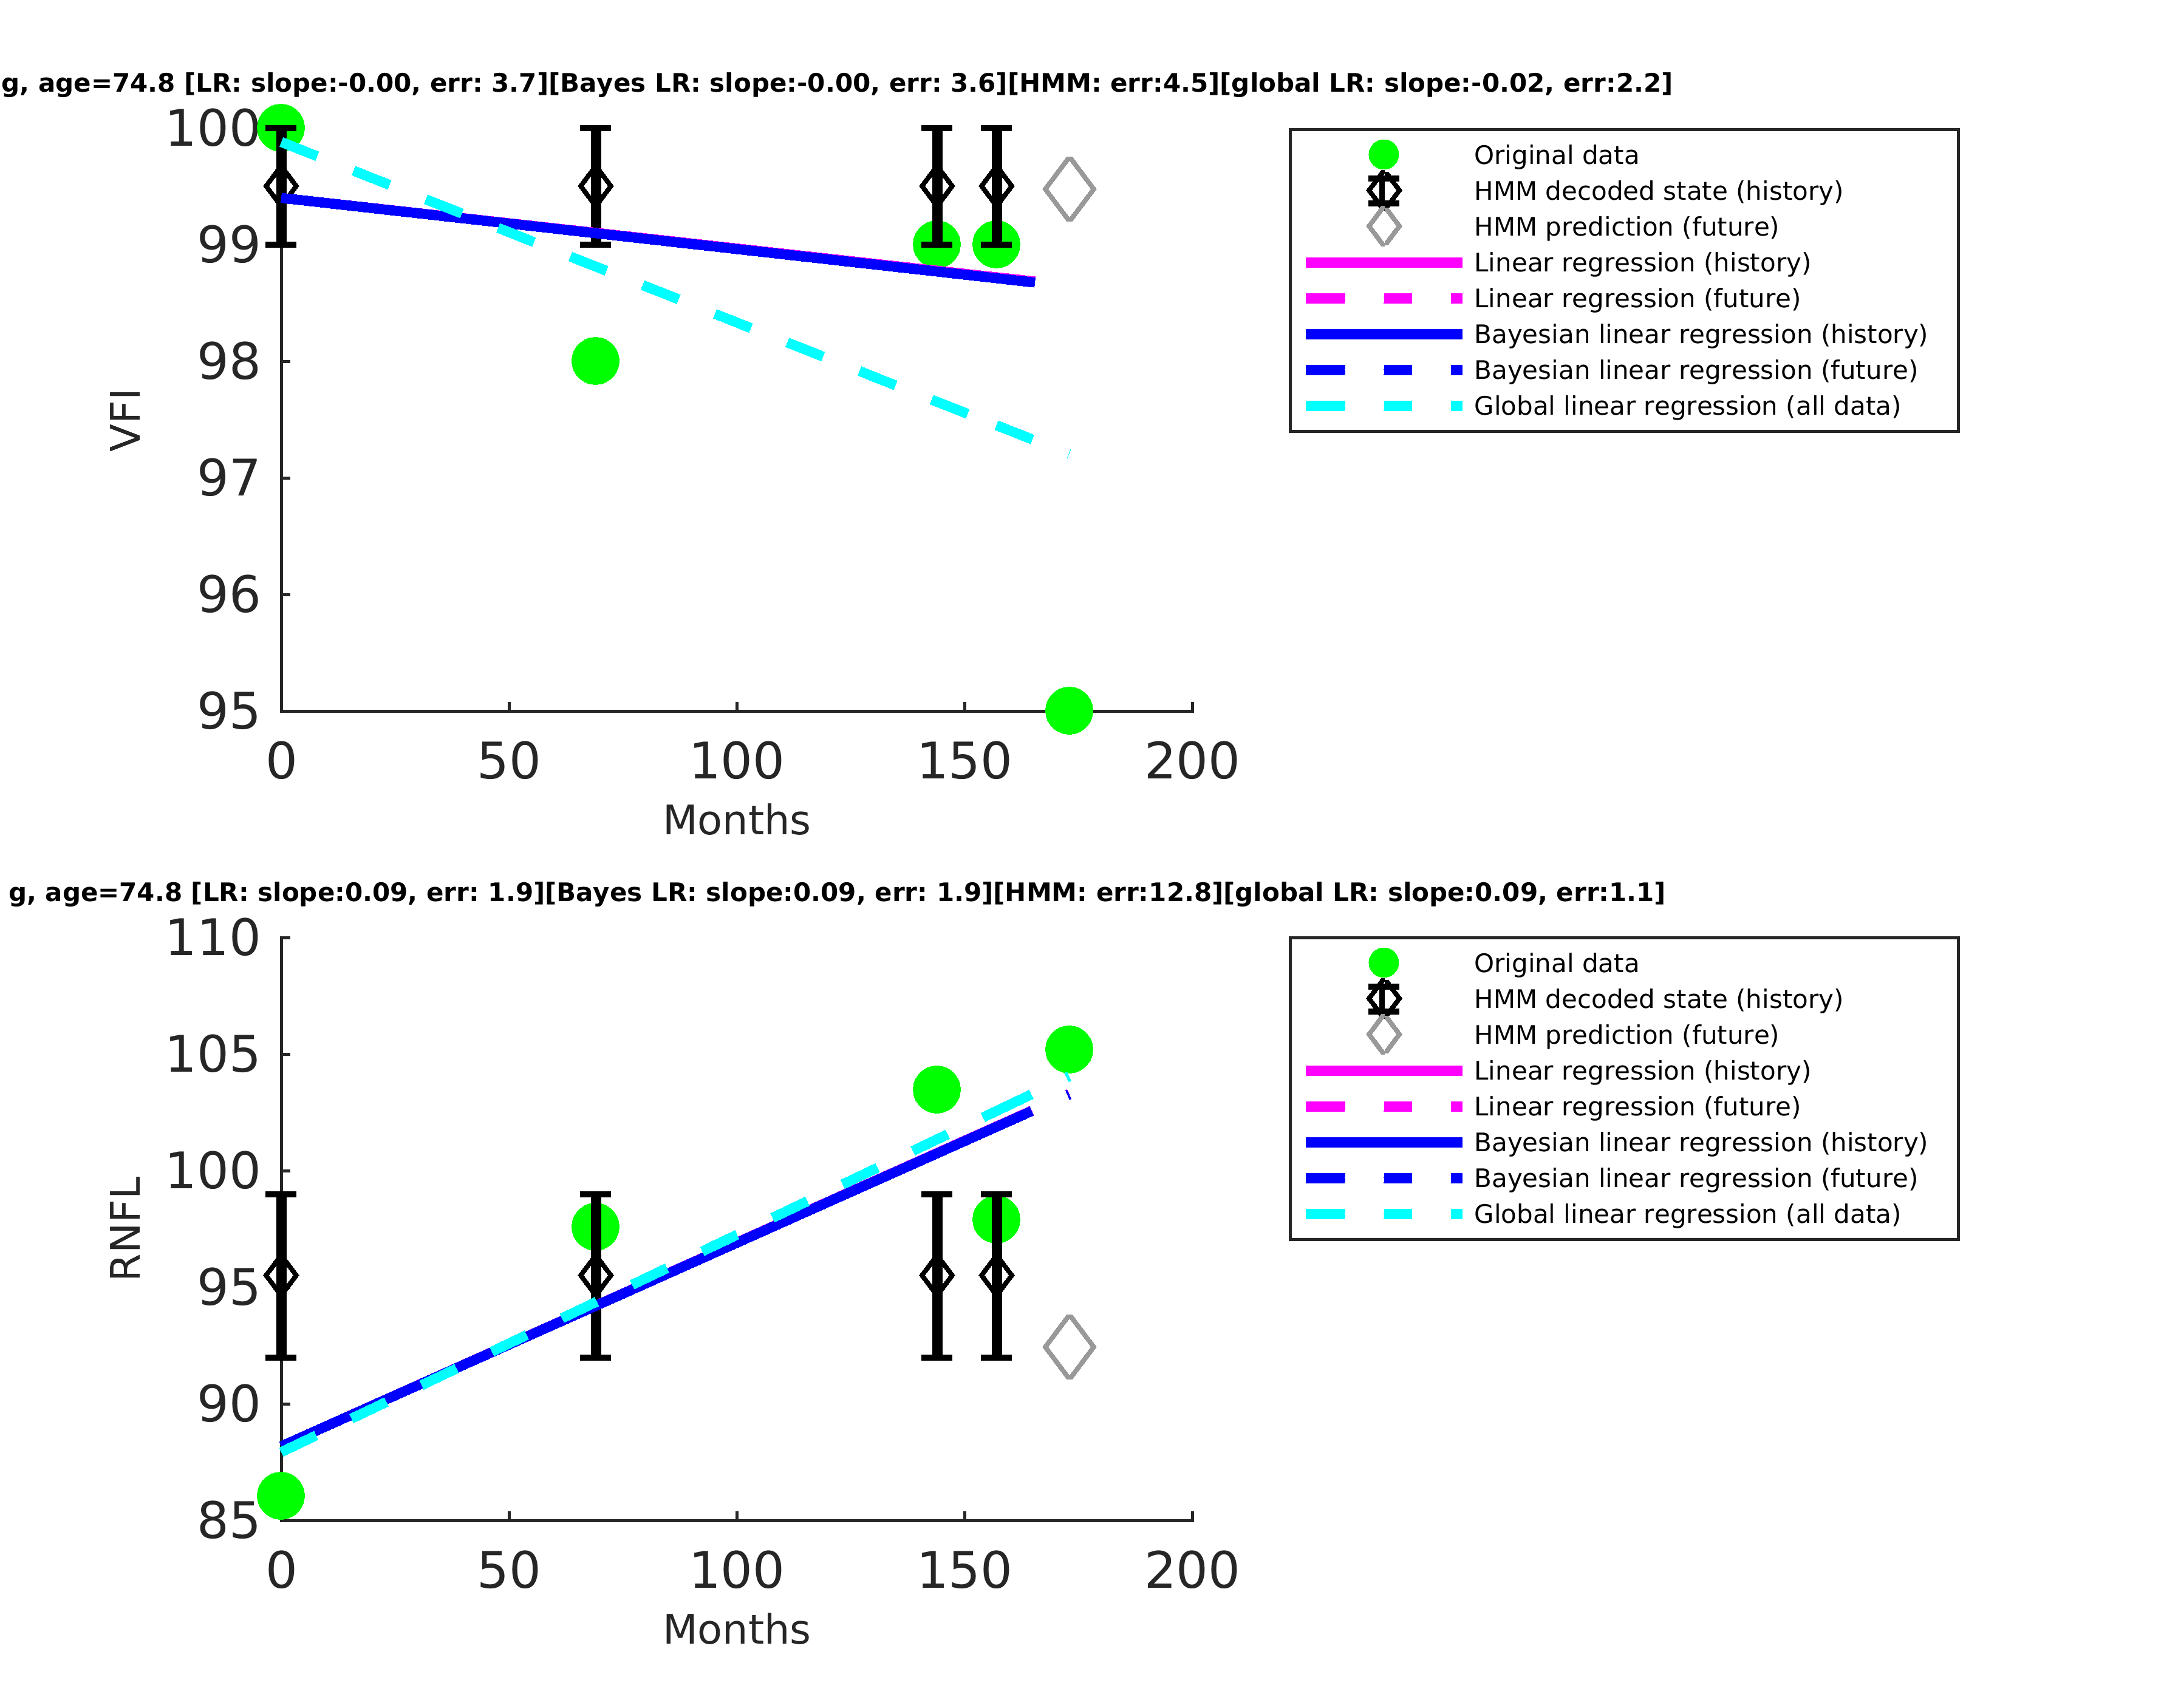 g, age=74.8 [LR: slope:-0.00, err: 3.7][Bayes LR: slope:-0.00, err: 3.6][HMM: err:4.5][global LR: slope:-0.02, err:2.2]
100
99
98
97
96
95
VFI
0 50 100 150 200
Months
Original data
HMM decoded state (history)
HMM prediction (future)
Linear regression (history)
Linear regression (future)
Bayesian linear regression (history)
Bayesian linear regression (future)
Global linear regression (all data)
g, age=74.8 [LR: slope:0.09, err: 1.9][Bayes LR: slope:0.09, err: 1.9][HMM: err:12.8][global LR: slope:0.09, err:1.1]
110
105
100
95
90
85
RNFL
0 50 100 150 200
Months
Original data
HMM decoded state (history)
HMM prediction (future)
Linear regression (history)
Linear regression (future)
Bayesian linear regression (history)
Bayesian linear regression (future)
Global linear regression (all data)